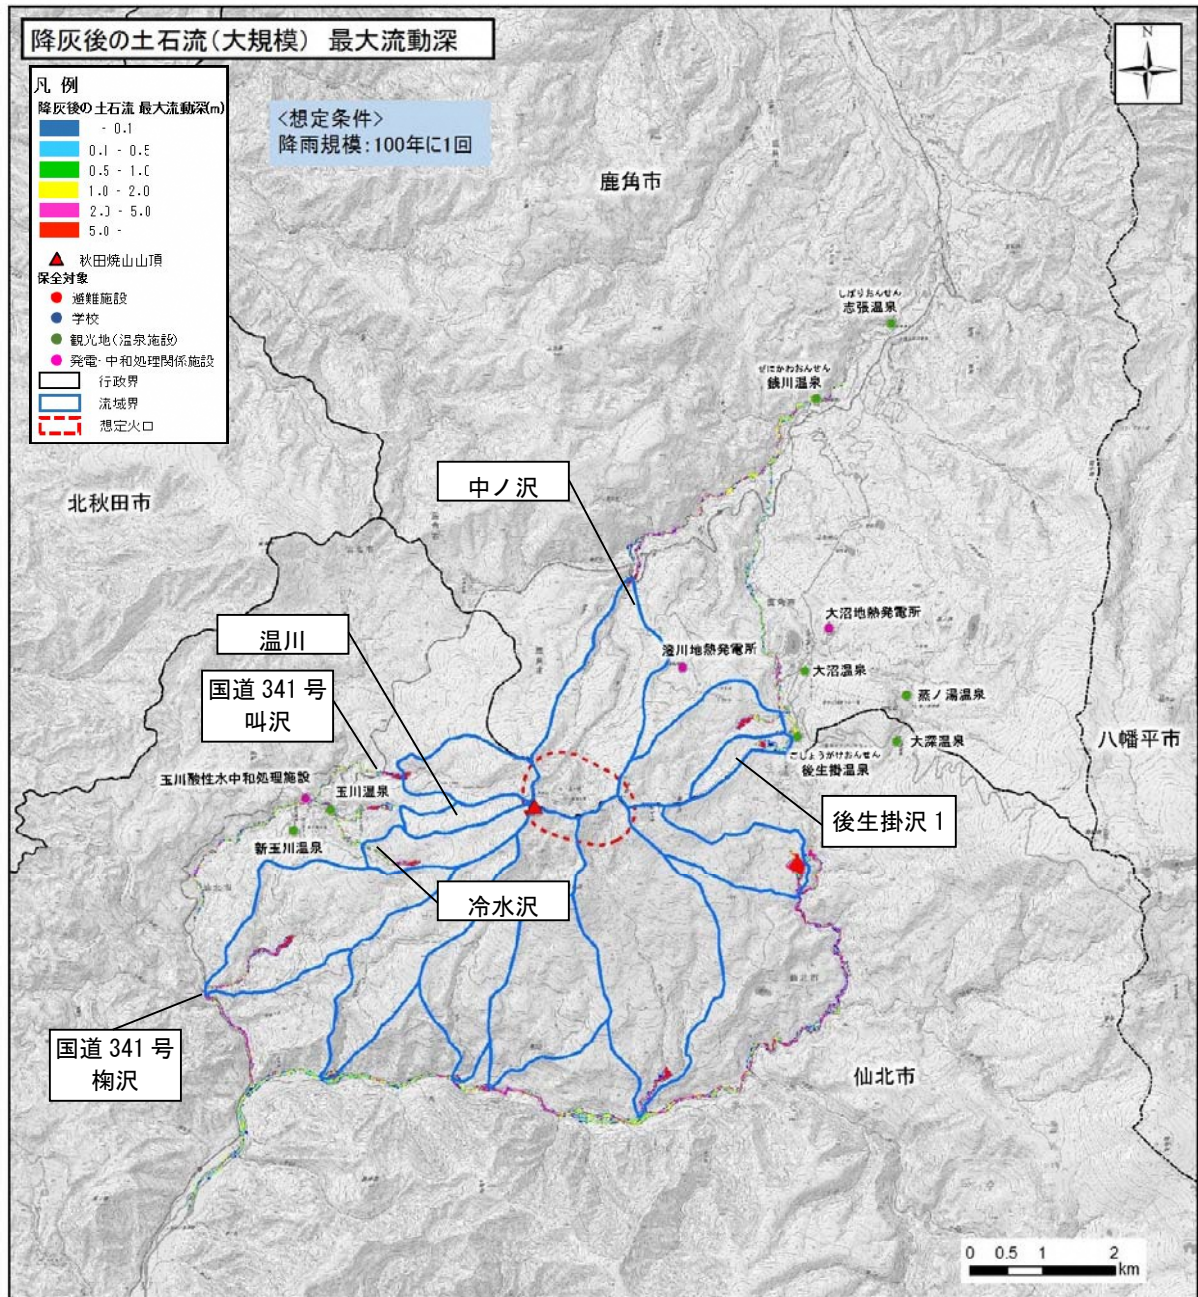 降灰後の土石流(大規模) 最大流動深
N
凡 例
降灰後の土石流 最大流動深(m)
- 0.1
0.1 - 0.5
0.5 - 1.0
1.0 - 2.0
2.0 - 5.0
5.0 -
秋田焼山山頂
保全対象
避難施設
学校
観光地(温泉施設)
発電・中和処理関係施設
行政界
流域界
想定火口
<想定条件>
降雨規模:100年に1回
鹿角市
しばりおんせん
志張温泉
ぜにかわおんせん
銭川温泉
北秋田市
中ノ沢
温川
大沼地熱発電所
澄川地熱発電所
大沼温泉
国道 341 号
叫沢
蒸ノ湯温泉
大深温泉
八幡平市
ごしょうがけおんせん
後生掛温泉
玉川酸性水中和処理施設
玉川温泉
後生掛沢 1
新玉川温泉
冷水沢
国道 341 号
椈沢
仙北市
0 0.5 1 2
km